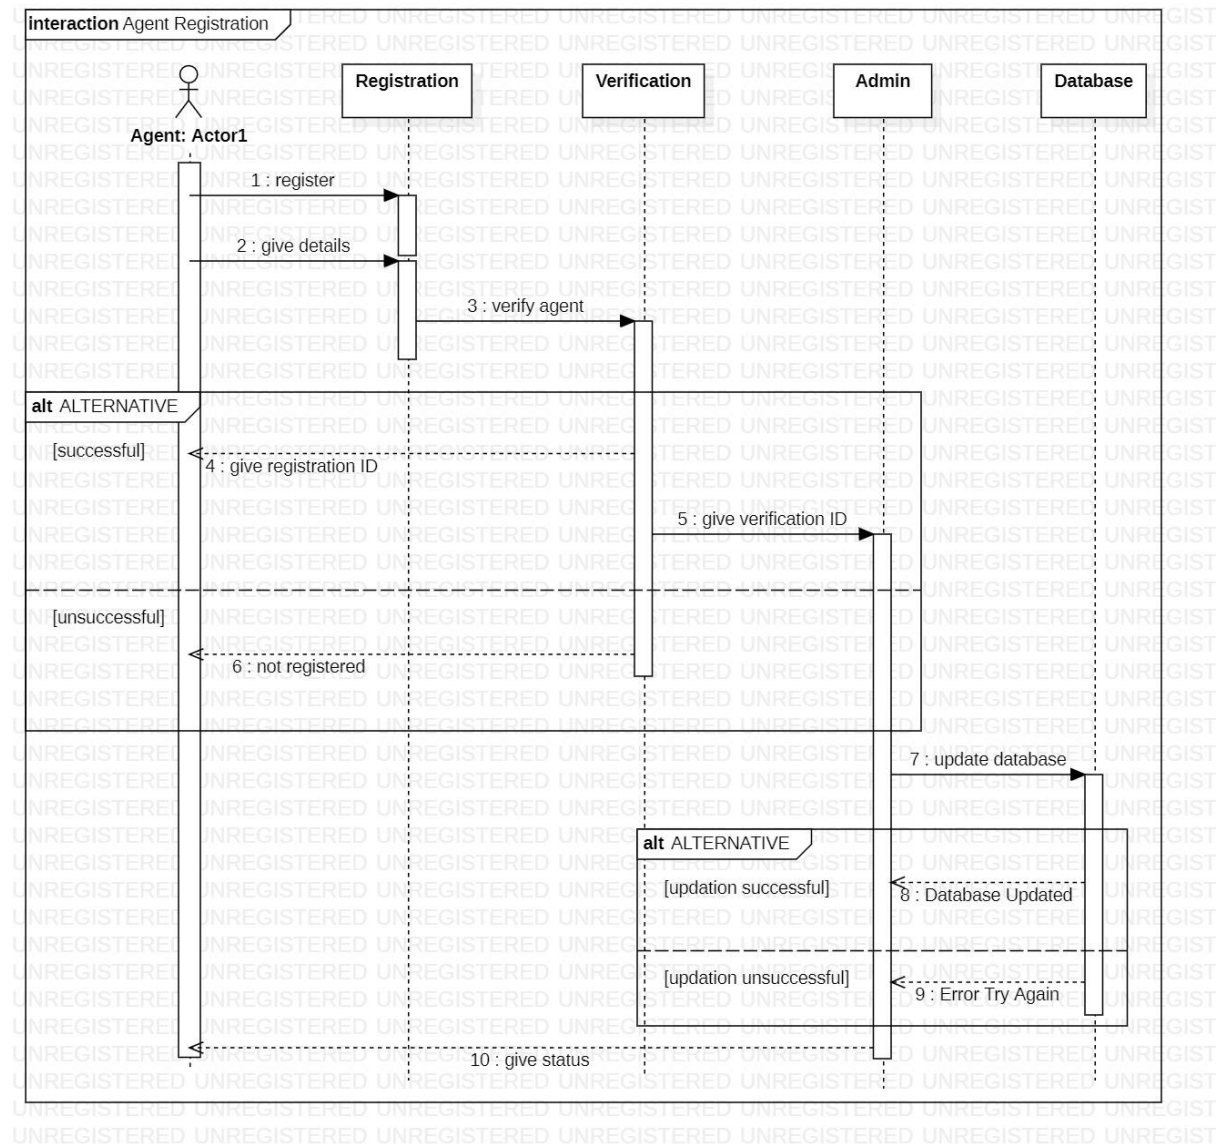 interaction Agent Registration
Agent: Actor1
Registration
Verification
Admin
Database
1 : register
2 : give details
3 : verify agent
alt ALTERNATIVE
[successful]
4 : give registration ID
5 : give verification ID
[unsuccessful]
6 : not registered
7 : update database
alt ALTERNATIVE
[updation successful]
8 : Database Updated
[updation unsuccessful]
9 : Error Try Again
10 : give status
UNREGISTERED